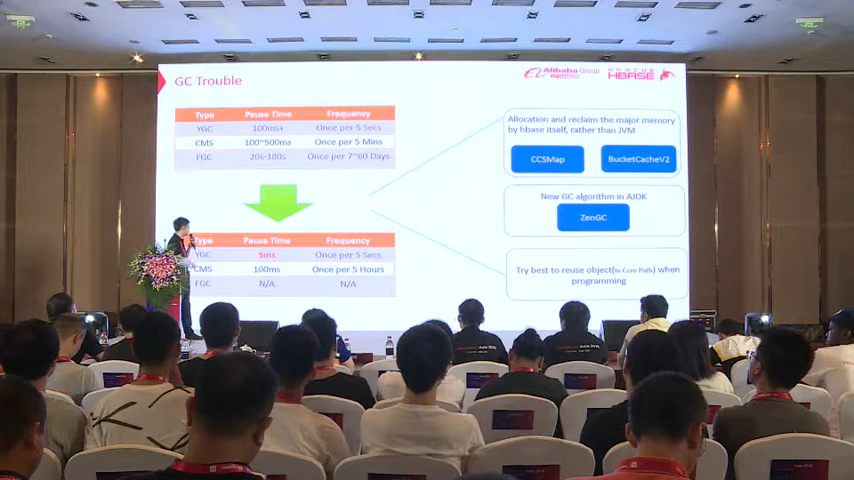 GC Trouble
Alibaba Group
APACHE
HBASE
Type Pause Time Frequency
YGC 100ms+ Once per 5 Secs
CMS 100~500ms Once per 5 Mins
FGC 20s-180s Once per 7~60 Days
Type Pause Time Frequency
YGC 5ms Once per 5 Secs
CMS 100ms Once per 5 Hours
FGC N/A N/A
Allocation and reclaim the major memory
by hbase itself, rather than JVM
CCSMap BucketCacheV2
New GC algorithm in AJDK
ZenGC
Try best to reuse object(in Core Path) when
programming